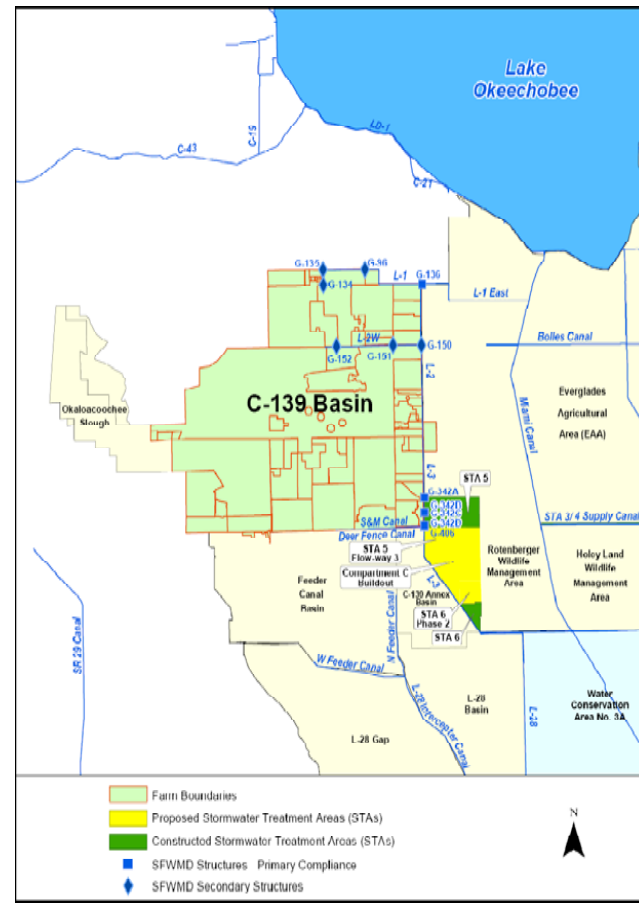 Lake
Okeechobee
C-19
LD-1
C-43
C-21
G-135
G-96
G-136
G-134
L-1
L-1 East
L-2W
G-150
Bolles Canal
G-152
G-151
L-2
Miami Canal
C-139 Basin
Okaloacoochee
Slough
Everglades
Agricultural
Area (EAA)
L-3
STA 5
G-342A
G-342C
G-342D
S&M Canal
STA 3/4 Supply Canal
Deer Fence Canal
G-406
STA 5
Flow-way 3
Compartment C
Buildout
Rotenberger
Wildlife
Management
Area
Holey Land
Wildlife
Management
Area
Feeder
Canal
Basin
L-3
C-139 Annex
Basin
STA 6
Phase 2
STA 6
SR 29 Canal
N Feeder Canal
W Feeder Canal
L-28 Interceptor Canal
L-28
Basin
L-28
Water
Conservation
Area No. 3A
L-28 Gap
Farm Boundaries
Proposed Stormwater Treatment Areas (STAs)
Constructed Stormwater Treatment Areas (STAs)
SFWMD Structures Primary Compliance
SFWMD Secondary Structures
N